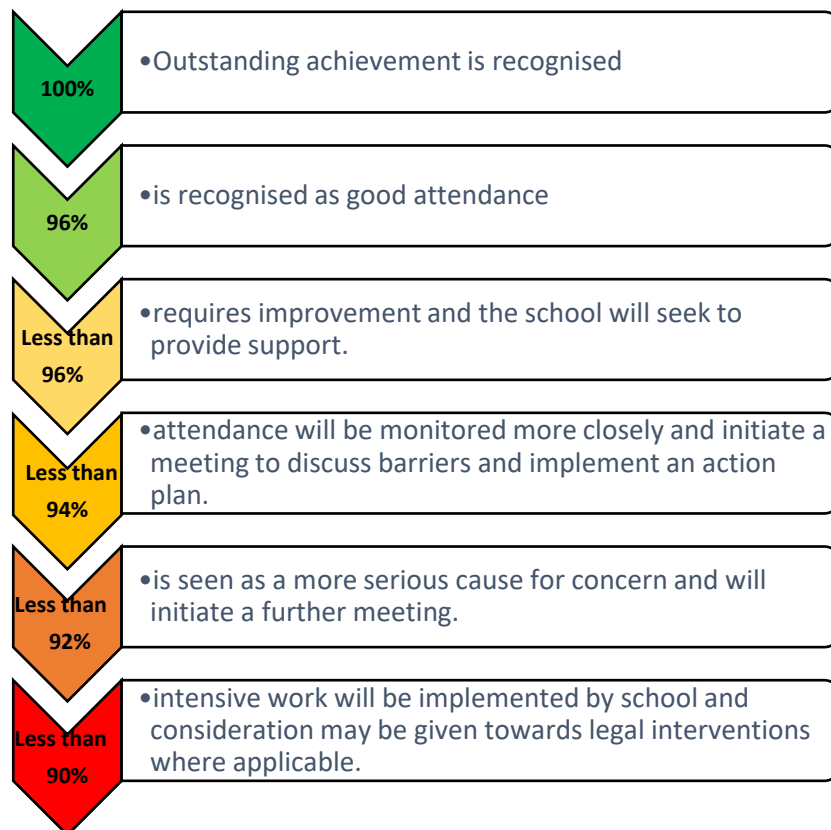 100%
•Outstanding achievement is recognised
96%
•is recognised as good attendance
Less than
96%
•requires improvement and the school will seek to
provide support.
Less than
94%
•attendance will be monitored more closely and initiate a
meeting to discuss barriers and implement an action
plan.
Less than
92%
•is seen as a more serious cause for concern and will
initiate a further meeting.
Less than
90%
•intensive work will be implemented by school and
consideration may be given towards legal interventions
where applicable.